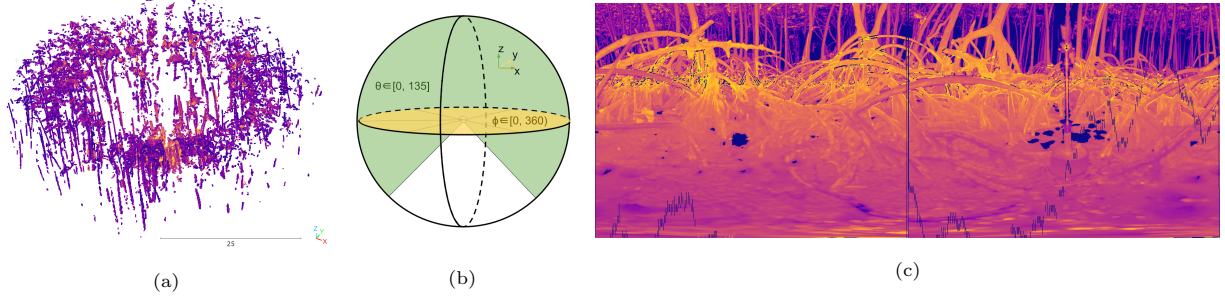 25
Z
Y
X
(a)
z
y
x
θ∈[0, 135]
ϕ∈[0, 360)
(b)
(c)